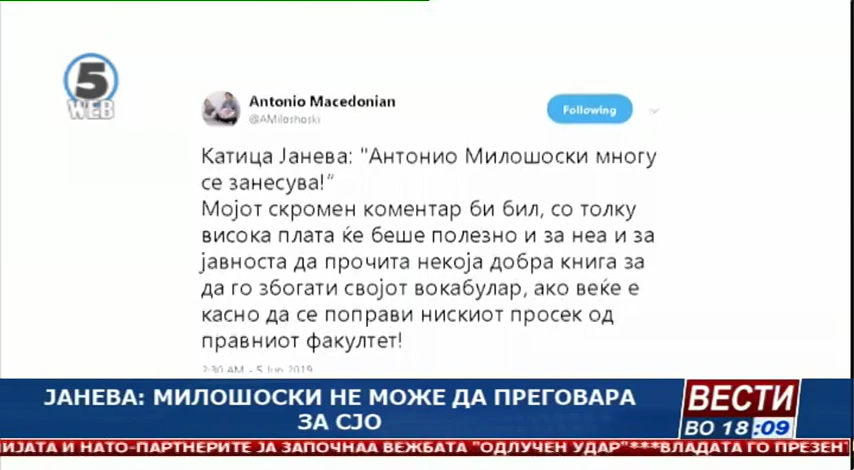 5
WEB
Antonio Macedonian
@AMiloshoski
Following
Катица Јанева: "Антонио Милошоски многу
се занесува!“
Мојот скромен коментар би бил, со толку
висока плата ќе беше полезно и за неа и за
јавноста да прочита некоја добра книга за
да го збогати својот вокабулар, ако веќе е
касно да се поправи нискиот просек од
правниот факултет!
2:30 AM - 5 Jun 2019
ЈАНЕВА: МИЛОШОСКИ НЕ МОЖЕ ДА ПРЕГОВАРА
ЗА СЈО
ВЕСТИ
ВО 18:09
ИЈАТА И НАТО-ПАРТНЕРИТЕ ЈА ЗАПОЧНАА ВЕЖБАТА "ОДЛУЧЕН УДАР"***ВЛАДАТА ГО ПРЕЗЕНТ